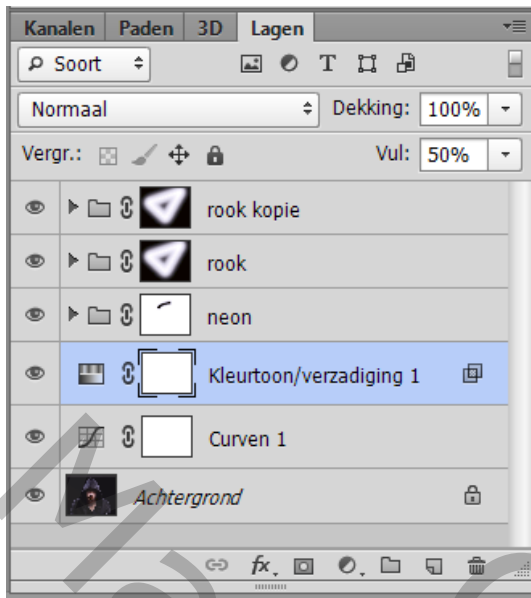 Kanalen Paden 3D Lagen
Soort
Normaal Dekking: 100%
Vergr.: Vul: 50%
rook kopie
rook
neon
Kleurtoon/verzadiging 1
Curven 1
Achtergrond
fx